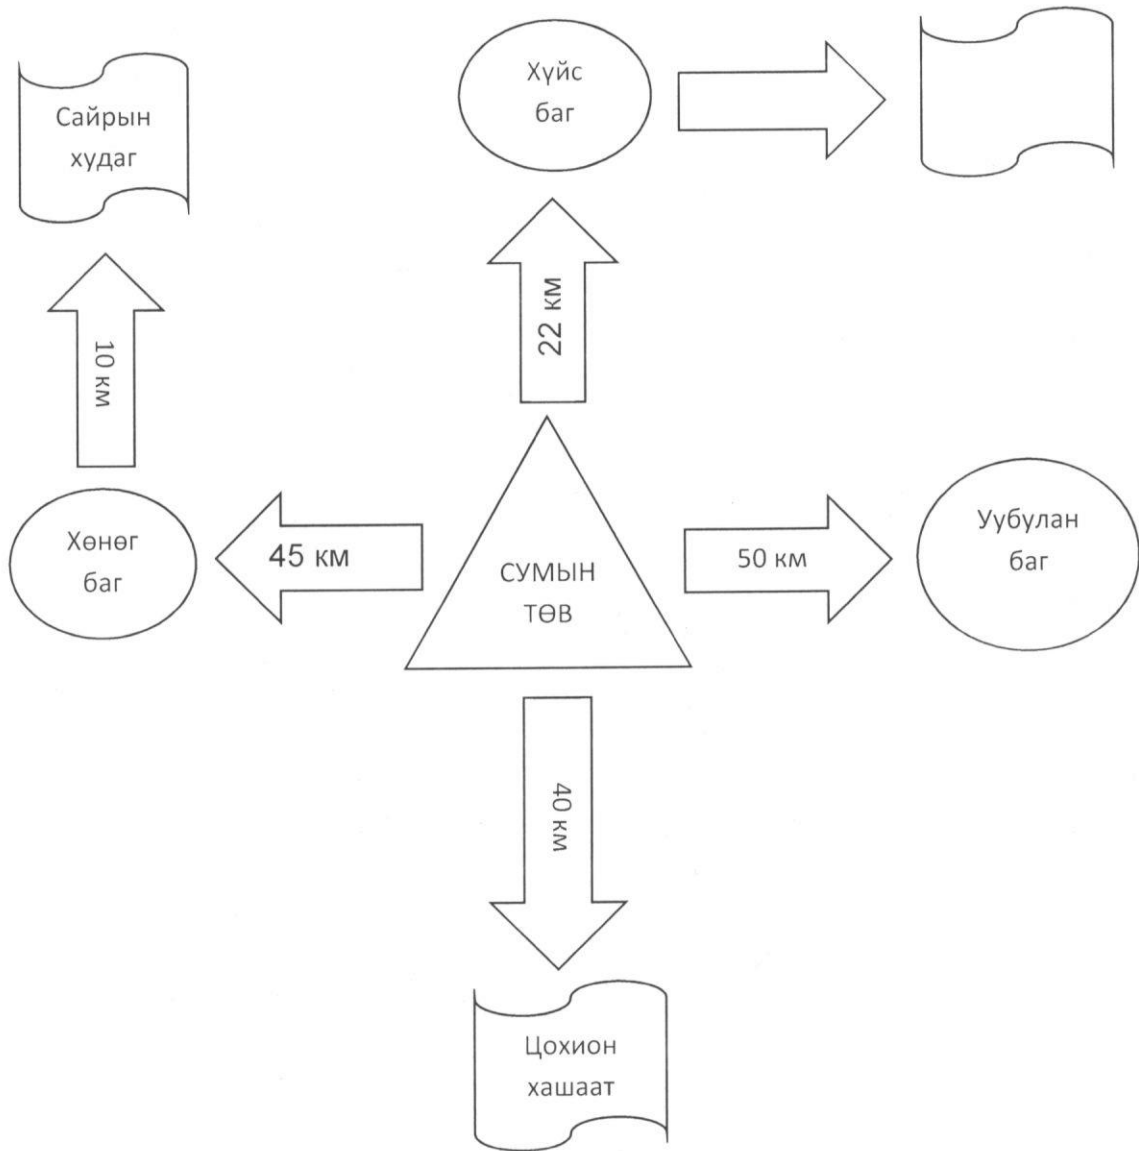 Сайрын
худаг
Хүйс
баг
10 км
22 км
Хөнөг
баг
45 км
СУМЫН
ТӨВ
50 км
Уубулан
баг
40 км
Цохион
хашаат